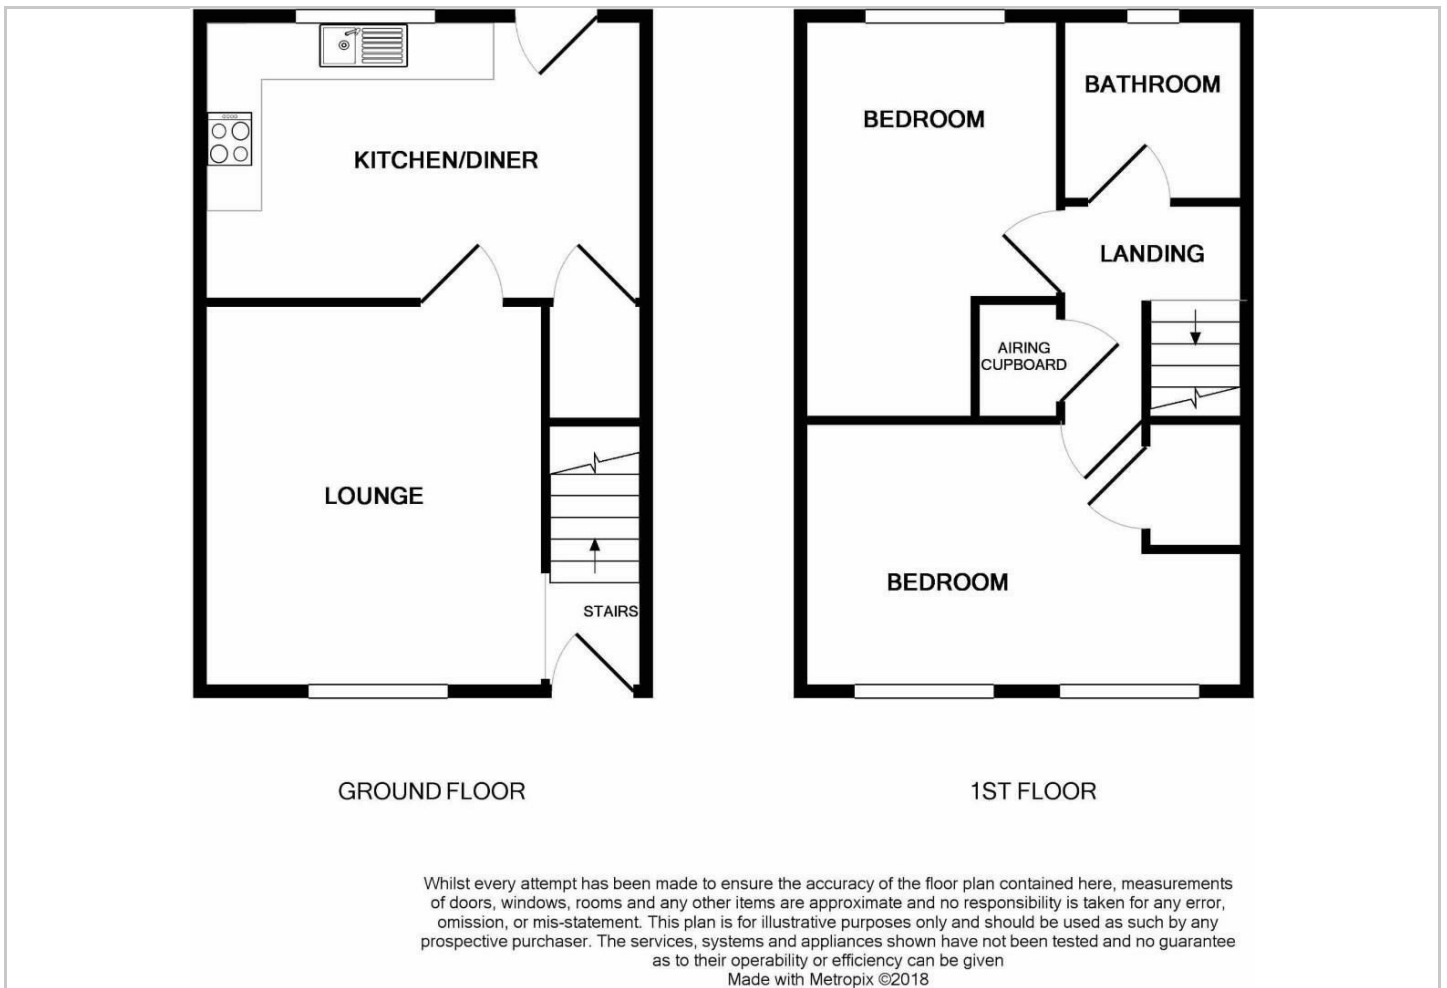 KITCHEN/DINER
LOUNGE
STAIRS
GROUND FLOOR
BEDROOM
BATHROOM
LANDING
AIRING
CUPBOARD
BEDROOM
1ST FLOOR
Whilst every attempt has been made to ensure the accuracy of the floor plan contained here, measurements
of doors, windows, rooms and any other items are approximate and no responsibility is taken for any error,
omission, or mis-statement. This plan is for illustrative purposes only and should be used as such by any
prospective purchaser. The services, systems and appliances shown have not been tested and no guarantee
as to their operability or efficiency can be given
Made with Metropix ©2018